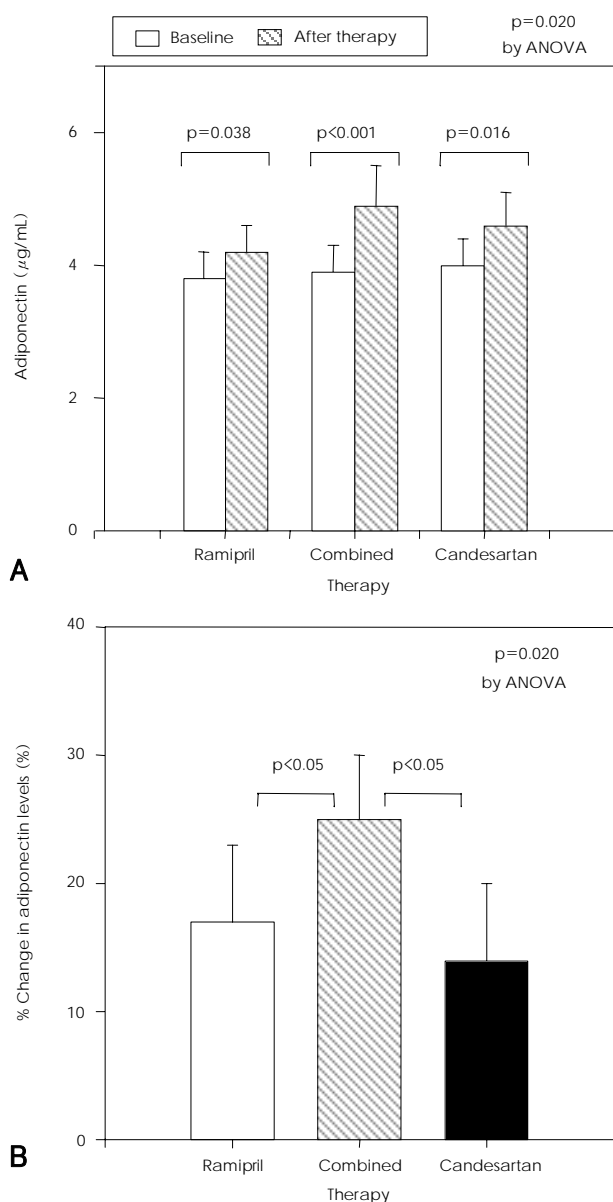 Baseline After therapy
p=0.020
by ANOVA
6
p=0.038 p<0.001 p=0.016
4
2
0
Adiponectin (μg/mL)
Ramipril Combined Candesartan
Therapy
A
40
p=0.020
by ANOVA
30
p<0.05 p<0.05
20
10
0
% Change in adiponectin levels (%)
Ramipril Combined Candesartan
Therapy
B